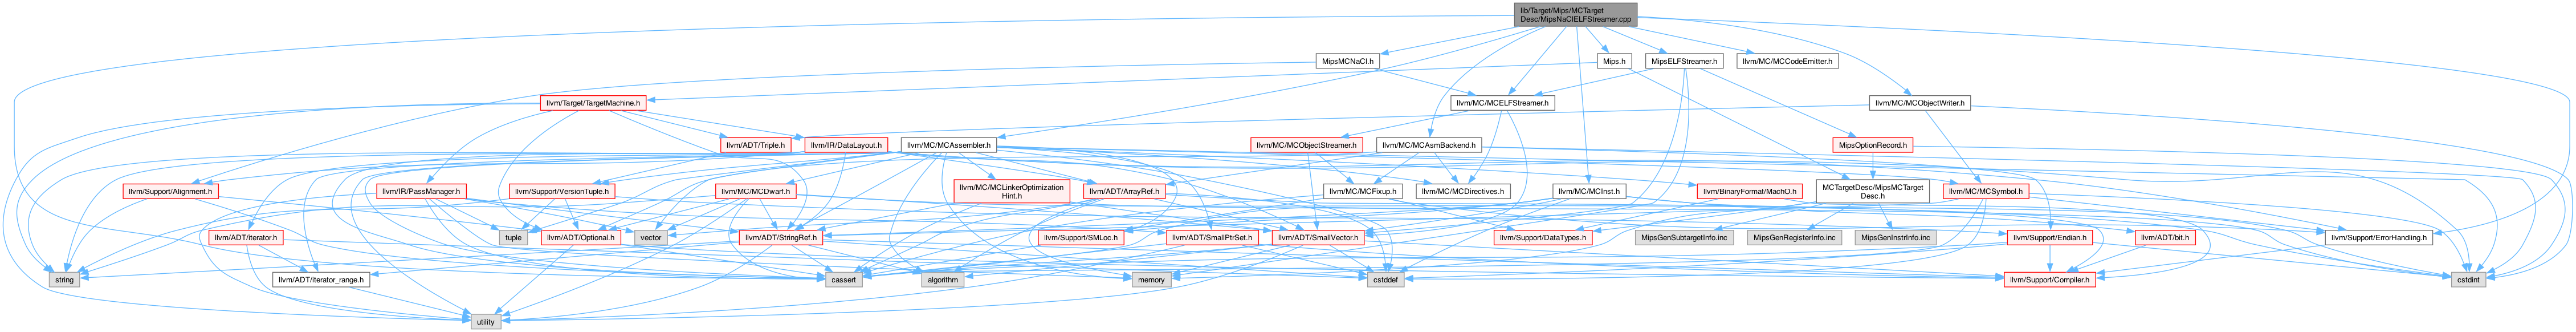 lib/Target/Mips/MCTarget
Desc/MipsNaClELFStreamer.cpp
MipsMCNaCl.h
Mips.h
MipsELFStreamer.h
llvm/MC/MCCodeEmitter.h
llvm/Target/TargetMachine.h
llvm/MC/MCELFStreamer.h
llvm/MC/MCObjectWriter.h
llvm/ADT/Triple.h
llvm/IR/DataLayout.h
llvm/MC/MCAssembler.h
llvm/MC/MCObjectStreamer.h
llvm/MC/MCAsmBackend.h
MipsOptionRecord.h
llvm/Support/Alignment.h
llvm/IR/PassManager.h
llvm/Support/VersionTuple.h
llvm/MC/MCDwarf.h
llvm/MC/MCLinkerOptimization
Hint.h
llvm/ADT/ArrayRef.h
llvm/MC/MCFixup.h
llvm/MC/MCDirectives.h
llvm/MC/MCInst.h
llvm/BinaryFormat/MachO.h
MCTargetDesc/MipsMCTarget
Desc.h
llvm/MC/MCSymbol.h
llvm/ADT/iterator.h
tuple
llvm/ADT/Optional.h
vector
llvm/ADT/StringRef.h
llvm/Support/SMLoc.h
llvm/ADT/SmallPtrSet.h
llvm/ADT/SmallVector.h
llvm/Support/DataTypes.h
MipsGenSubtargetInfo.inc
MipsGenRegisterInfo.inc
MipsGenInstrInfo.inc
llvm/Support/Endian.h
llvm/ADT/bit.h
llvm/Support/ErrorHandling.h
string
llvm/ADT/iterator_range.h
cassert
algorithm
memory
cstddef
llvm/Support/Compiler.h
cstdint
utility